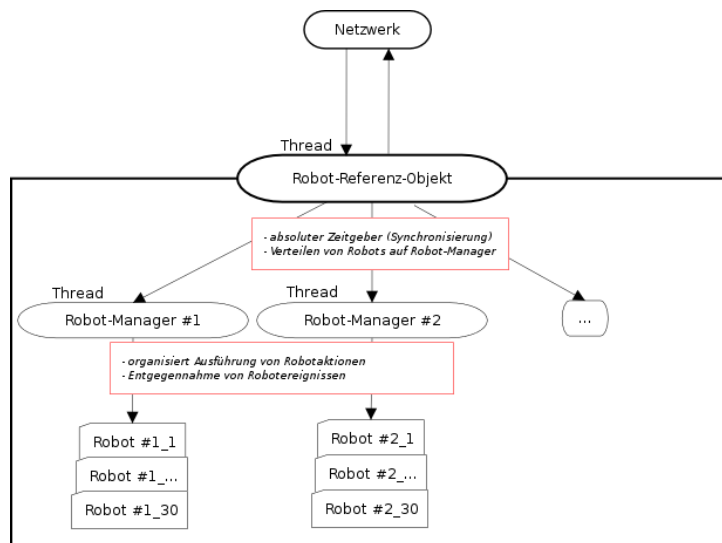 Netzwerk
Thread
Robot-Referenz-Objekt
- absoluter Zeitgeber (Synchronisierung)
- Verteilen von Robots auf Robot-Manager
Thread
Robot-Manager #1
Thread
Robot-Manager #2
...
- organisiert Ausführung von Robotaktionen
- Entgegennahme von Robotereignissen
Robot #1_1
Robot #1_...
Robot #1_30
Robot #2_1
Robot #2_...
Robot #2_30